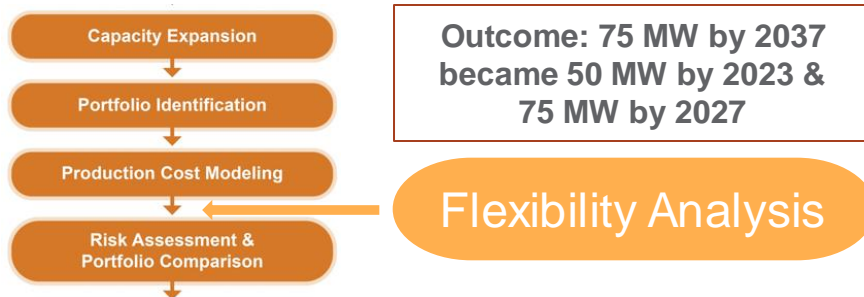 Capacity Expansion
Portfolio Identification
Production Cost Modeling
Risk Assessment &
Portfolio Comparison
Outcome: 75 MW by 2037
became 50 MW by 2023 &
75 MW by 2027
Flexibility Analysis